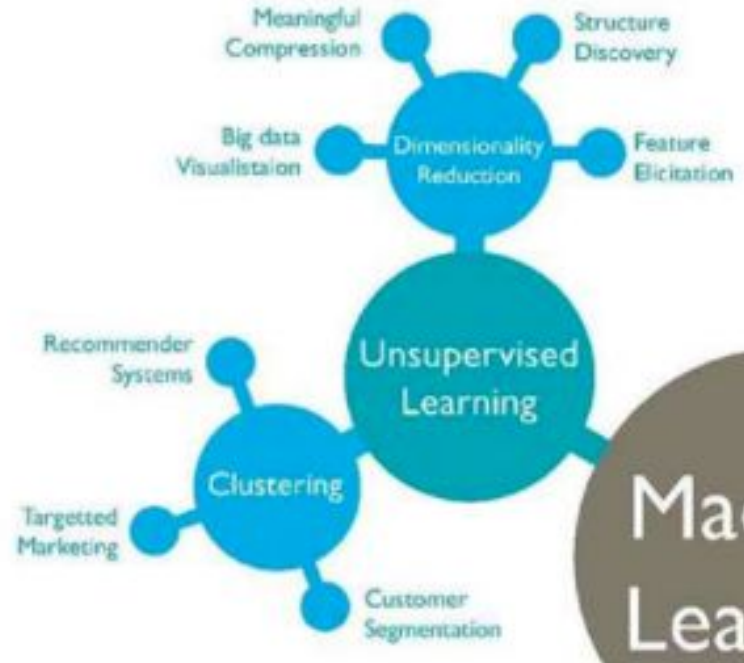 Meaningful
Compression
Structure
Discovery
Big data
Visualistaion
Dimensionality
Reduction
Feature
Elicitation
Recommender
Systems
Unsupervised
Learning
Clustering
Targetted
Marketing
Customer
Segmentation
Mac
Lea